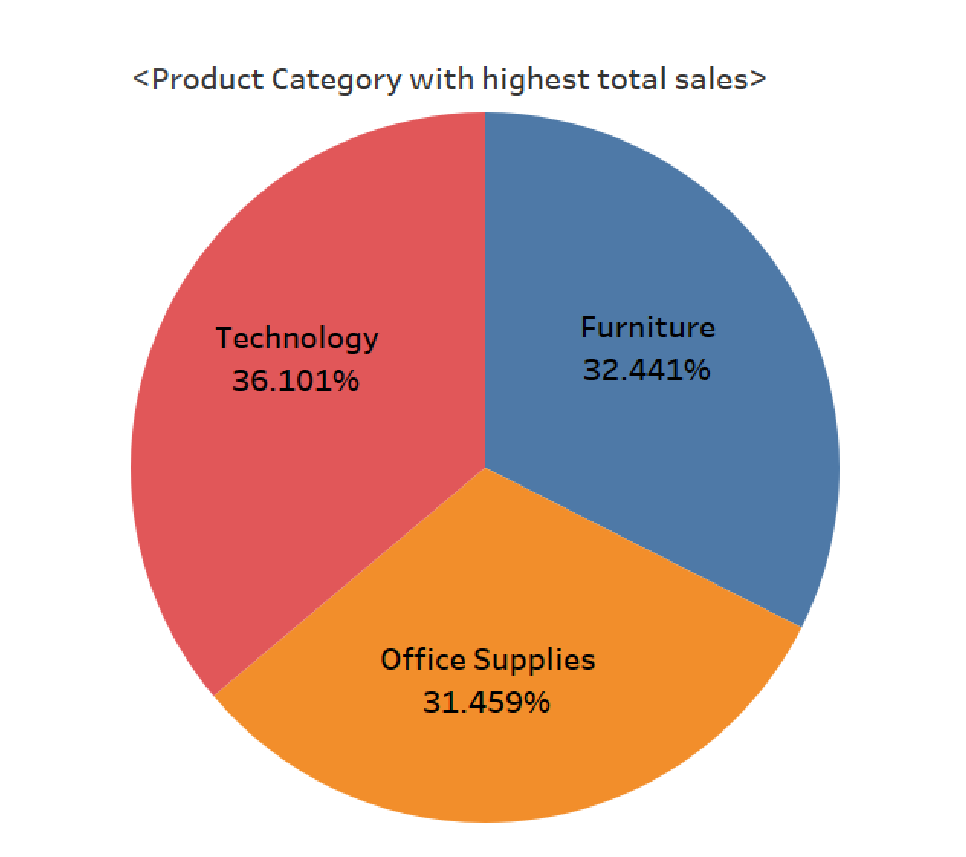 <Product Category with highest total sales>
Technology
36.101%
Furniture
32.441%
Office Supplies
31.459%